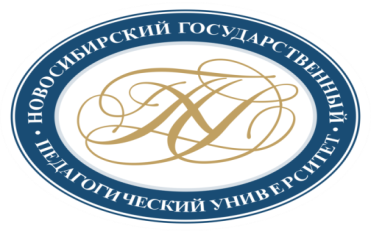 НОВОСИБИРСКИЙ ГОСУДАРСТВЕННЫЙ
ПЕДАГОГИЧЕСКИЙ УНИВЕРСИТЕТ